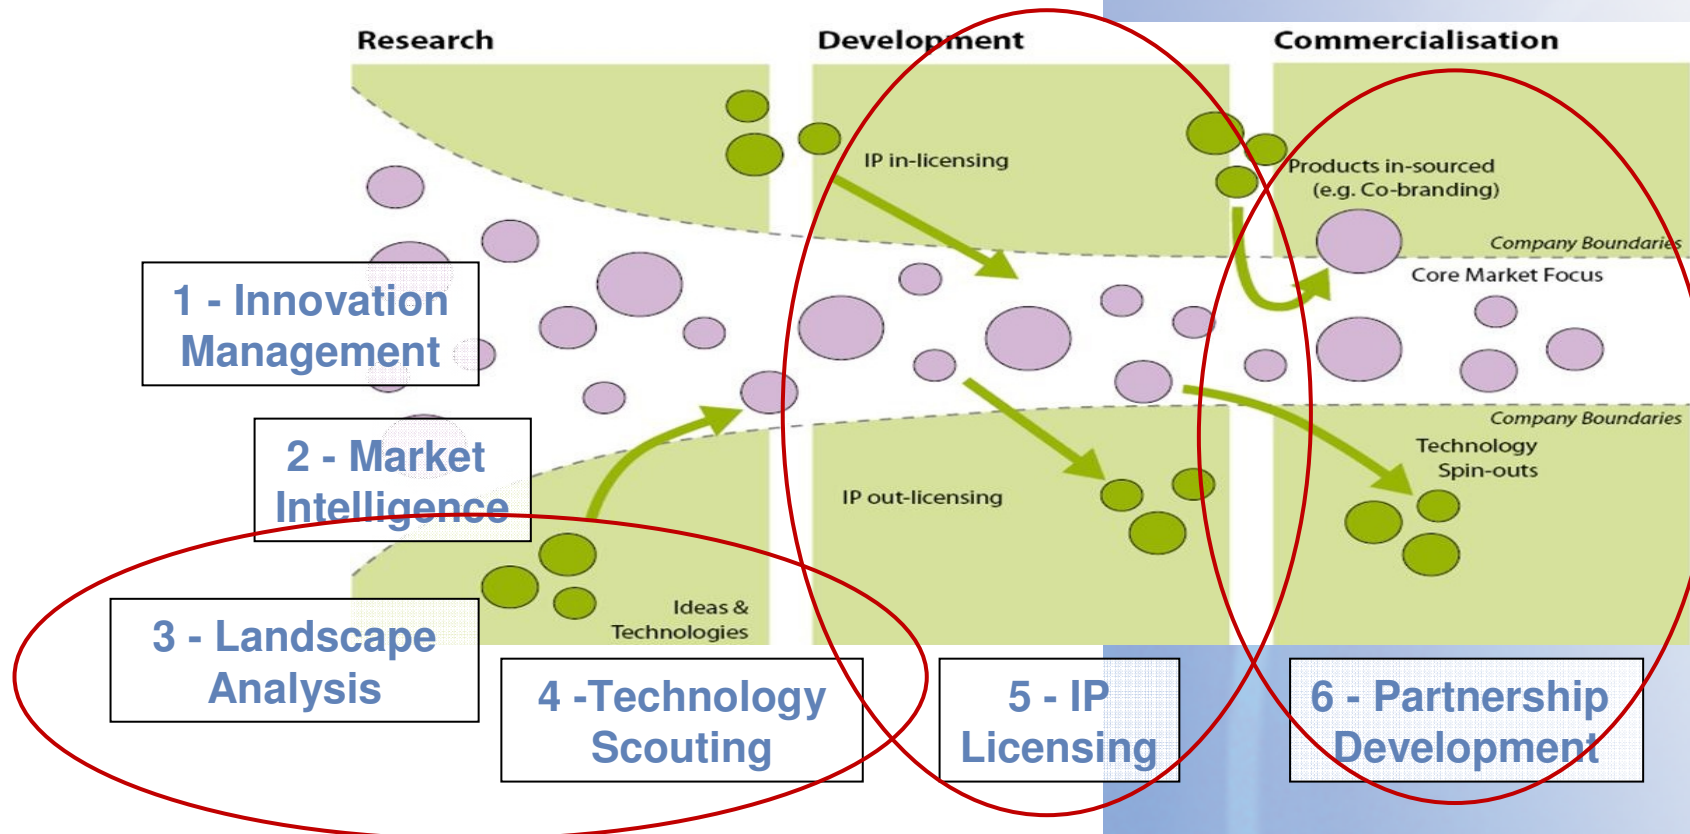 Research
Development
Commercialisation
IP in-licensing
Products in-sourced
(e.g. Co-branding)
Company Boundaries
Core Market Focus
1 - Innovation
Management
2 - Market
Intelligence
Company Boundaries
Technology
Spin-outs
IP out-licensing
Ideas &
Technologies
3 - Landscape
Analysis
4 -Technology
Scouting
5 - IP
Licensing
6 - Partnership
Development